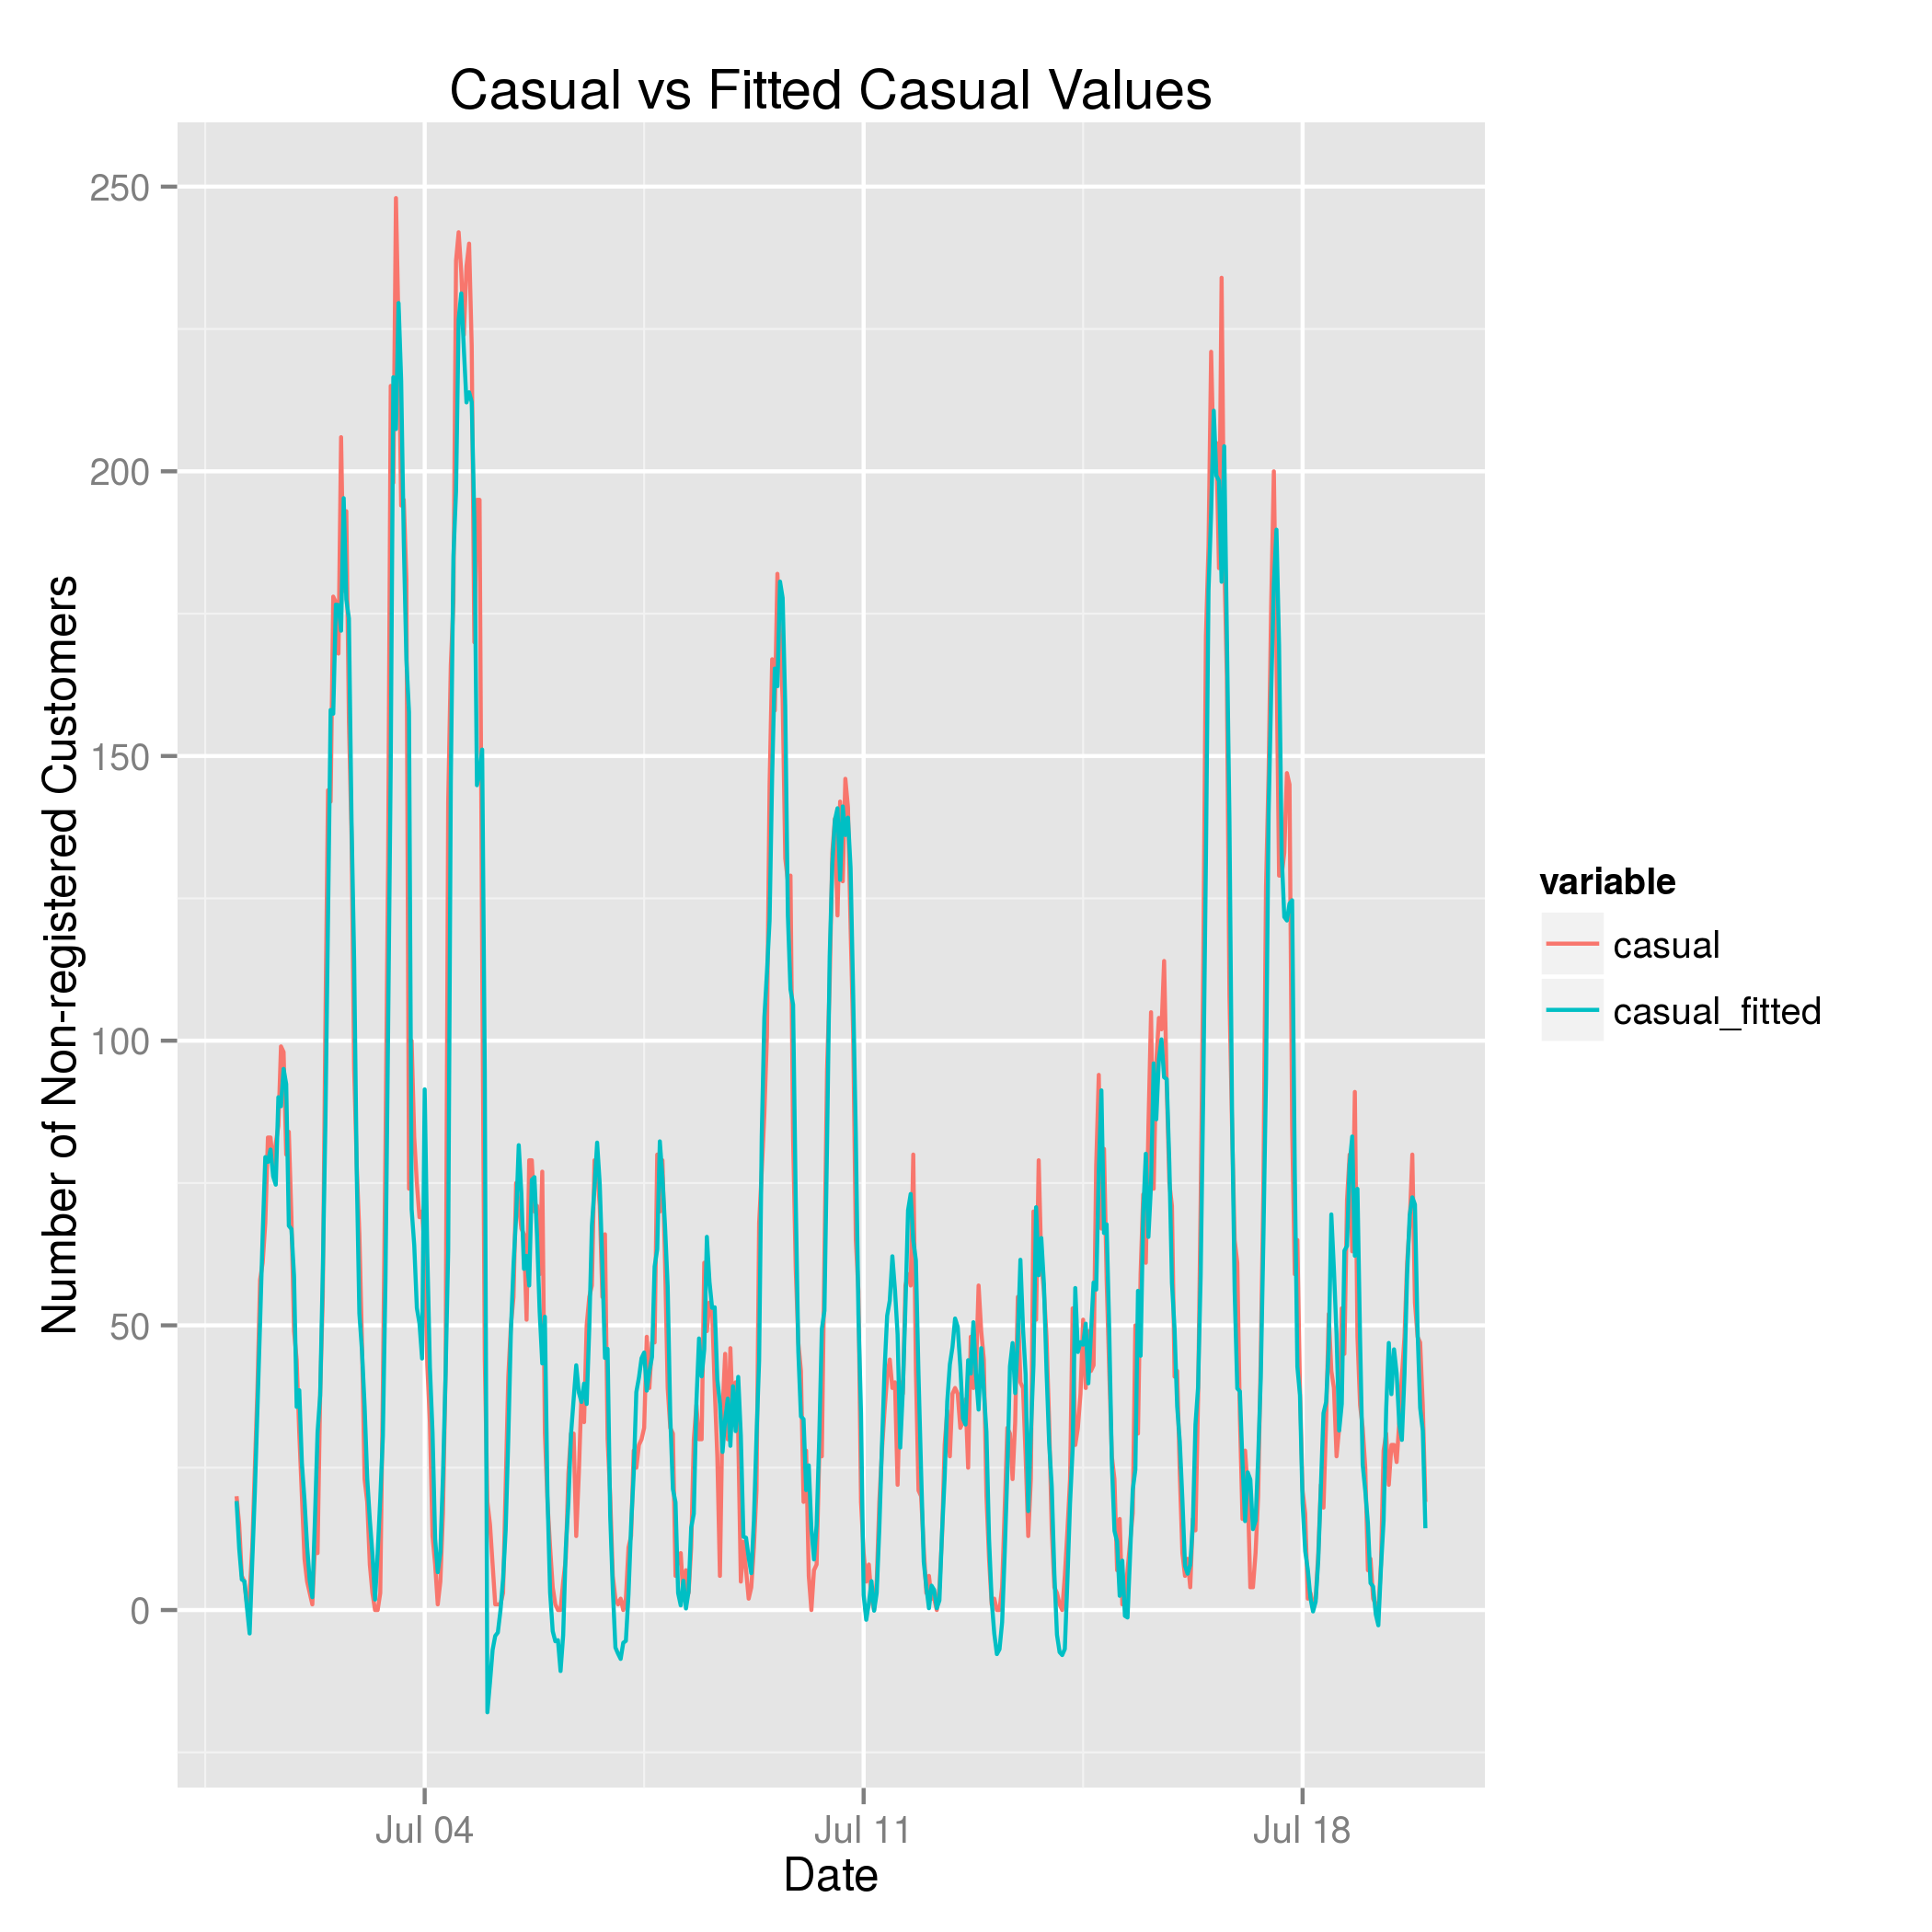 Casual vs Fitted Casual Values
Number of Non-registered Customers
250
200
150
100
50
0
Jul 04
Jul 11
Jul 18
Date
variable
casual
casual_fitted